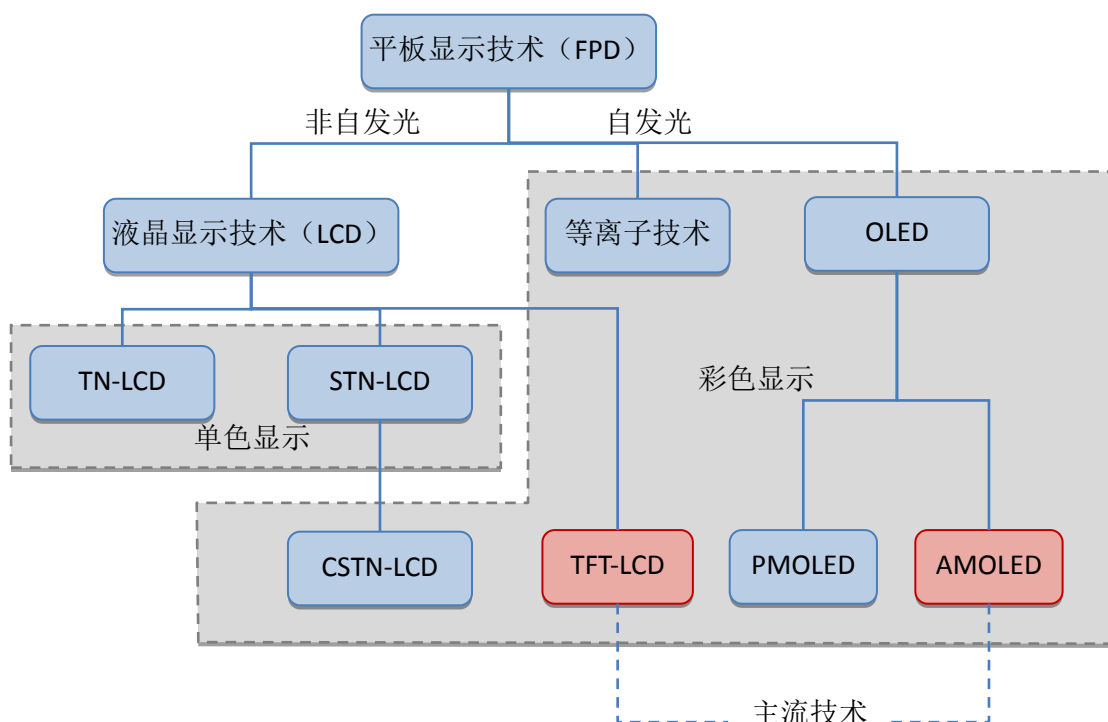 平板显示技术（FPD）
非自发光
自发光
液晶显示技术（LCD）
等离子技术
OLED
TN-LCD
STN-LCD
彩色显示
单色显示
CSTN-LCD
TFT-LCD
PMOLED
AMOLED
主流技术